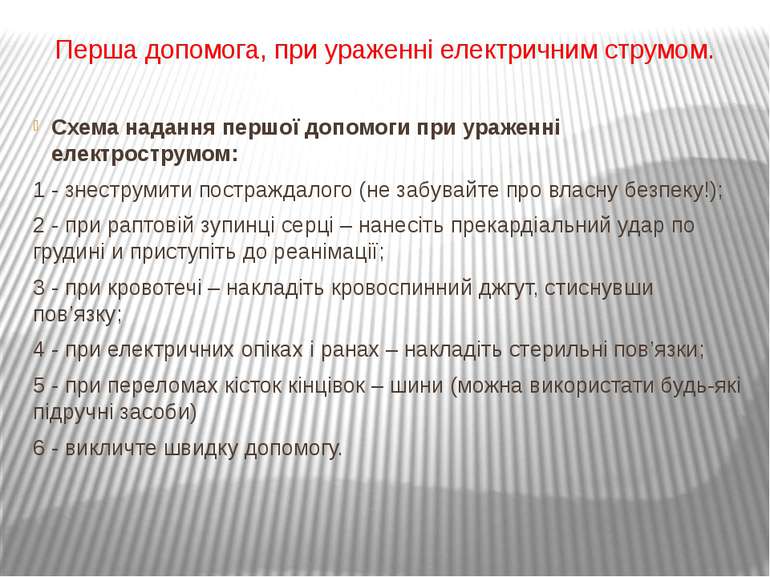 Перша допомога, при ураженні електричним струмом.
Схема надання першої допомоги при ураженні
електрострумом:
1 - знеструмити постраждалого (не забувайте про власну безпеку!);
2 - при раптовій зупинці серці – нанесіть прекардіальний удар по
грудині и приступіть до реанімації;
3 - при кровотечі – накладіть кровоспинний джгут, стиснувши
пов’язку;
4 - при електричних опіках і ранах – накладіть стерильні пов’язки;
5 - при переломах кісток кінцівок – шини (можна використати будь-які
підручні засоби)
6 - викличте швидку допомогу.